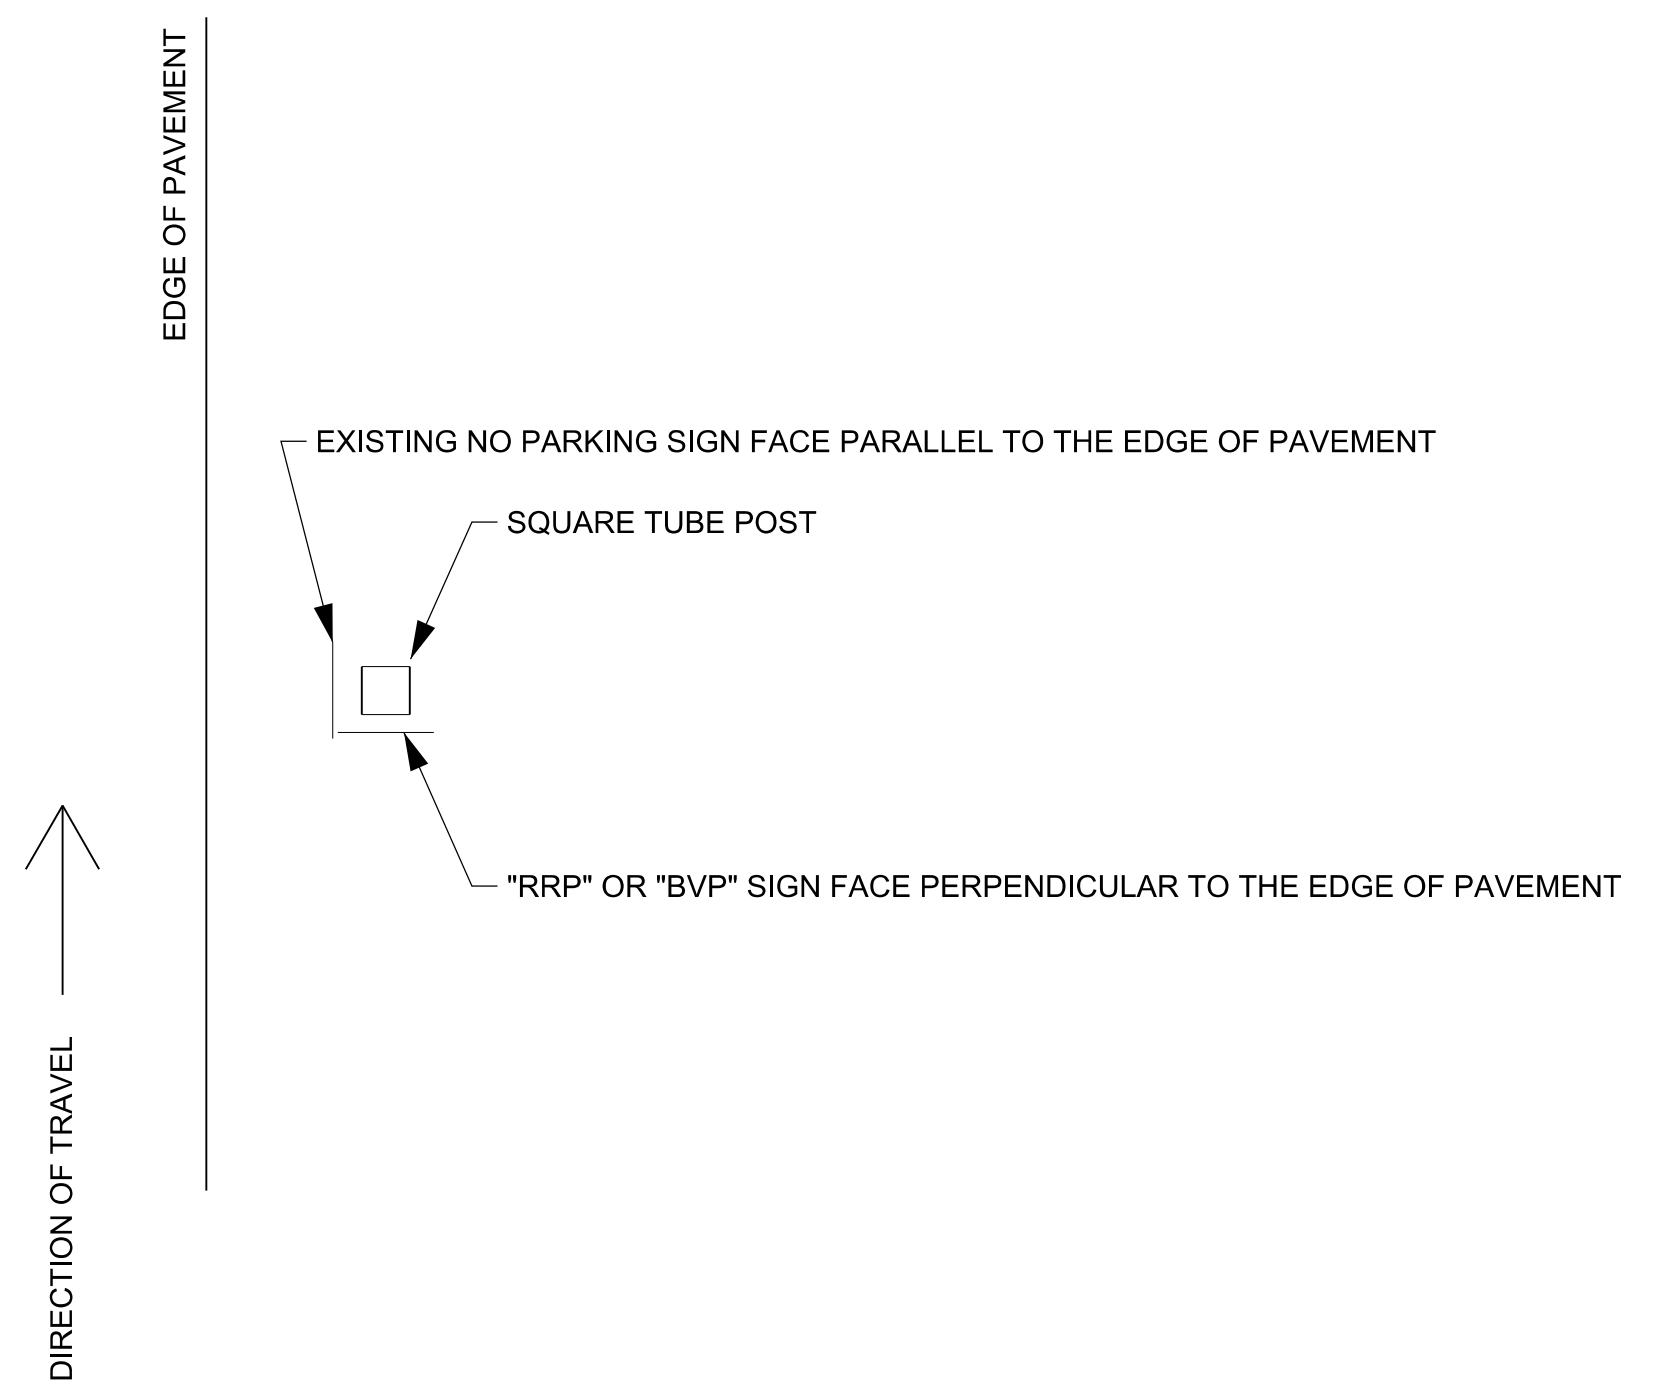 EDGE OF PAVEMENT
EXISTING NO PARKING SIGN FACE PARALLEL TO THE EDGE OF PAVEMENT
SQUARE TUBE POST
"RRP" OR "BVP" SIGN FACE PERPENDICULAR TO THE EDGE OF PAVEMENT
DIRECTION OF TRAVEL